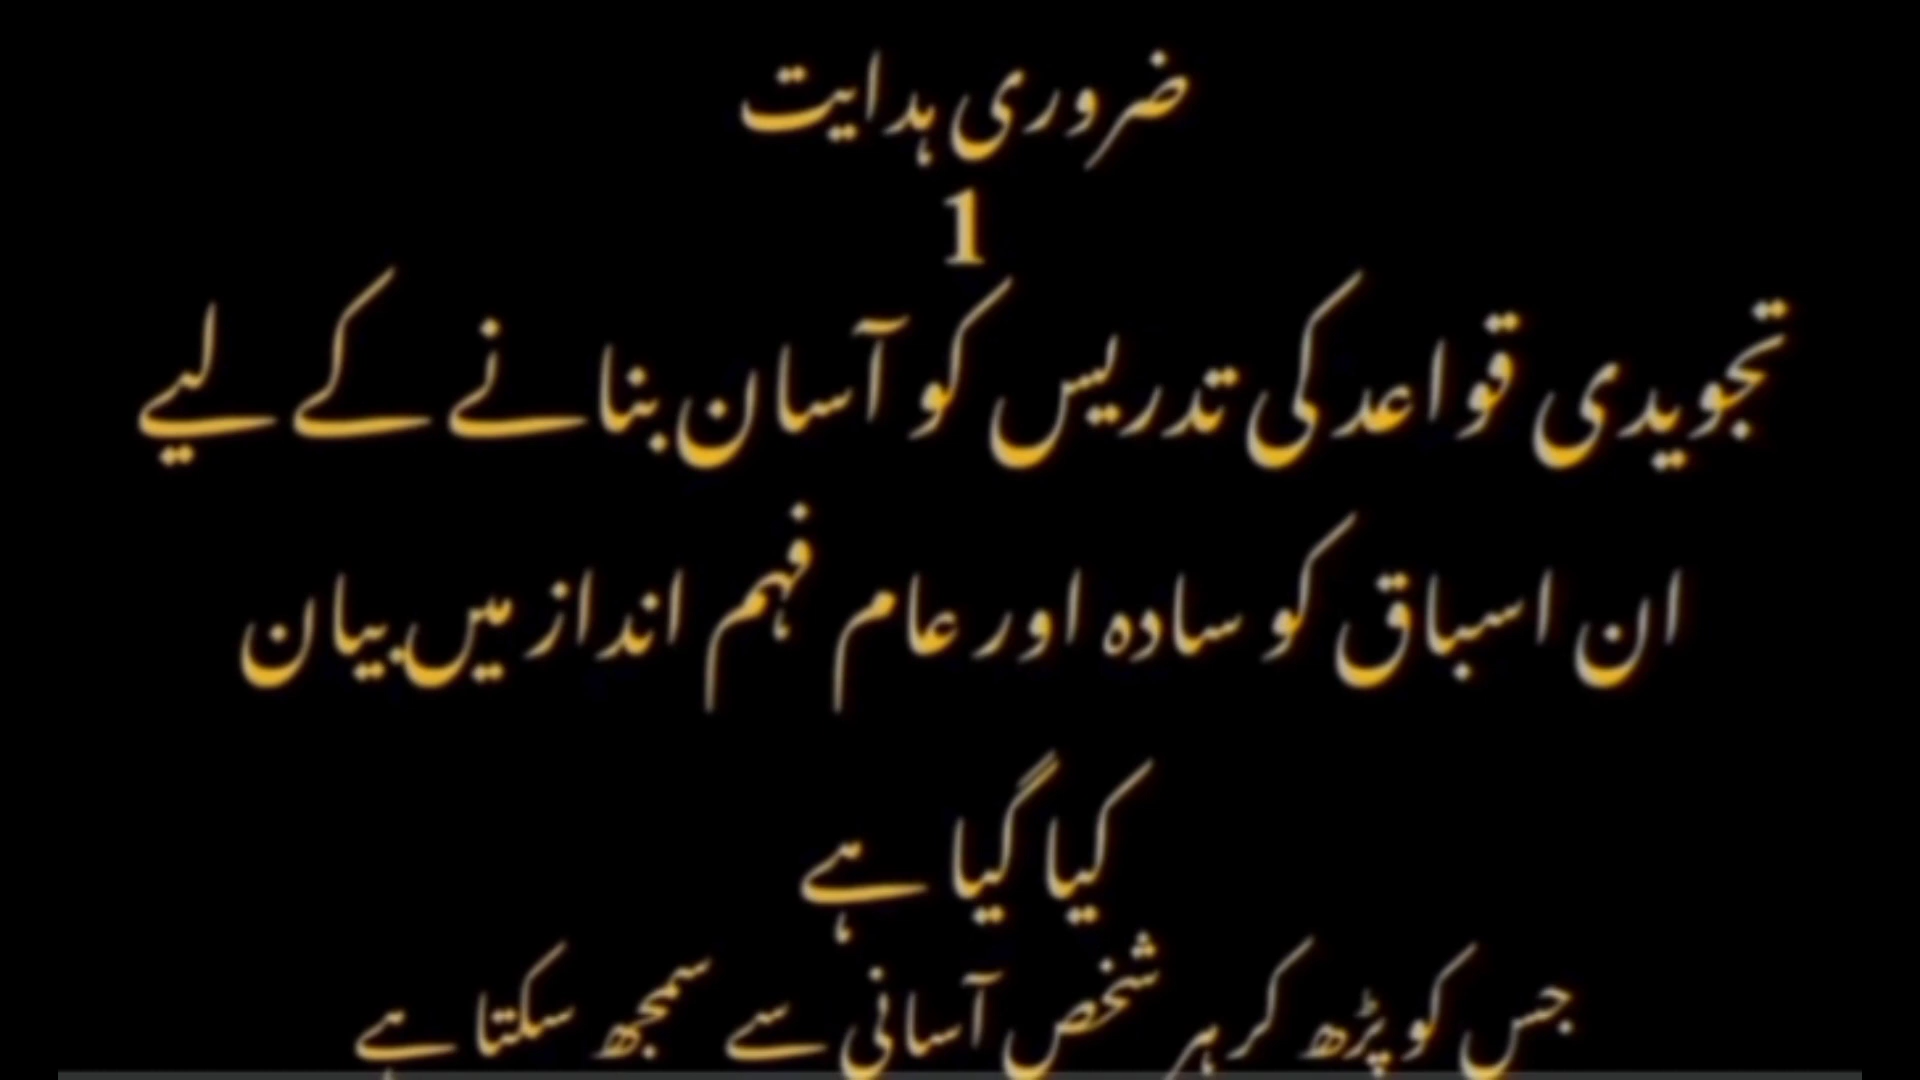 ضروری ہدایت
1
تجویدی قواعد کی تدریس کو آسان بنانے کے لیے
ان اسباق کو سادہ اور عام فہم انداز میں بیان
کیا گیا ہے
جس کو پڑھ کر ہر شخص آسانی سے سمجھ سکتا ہے